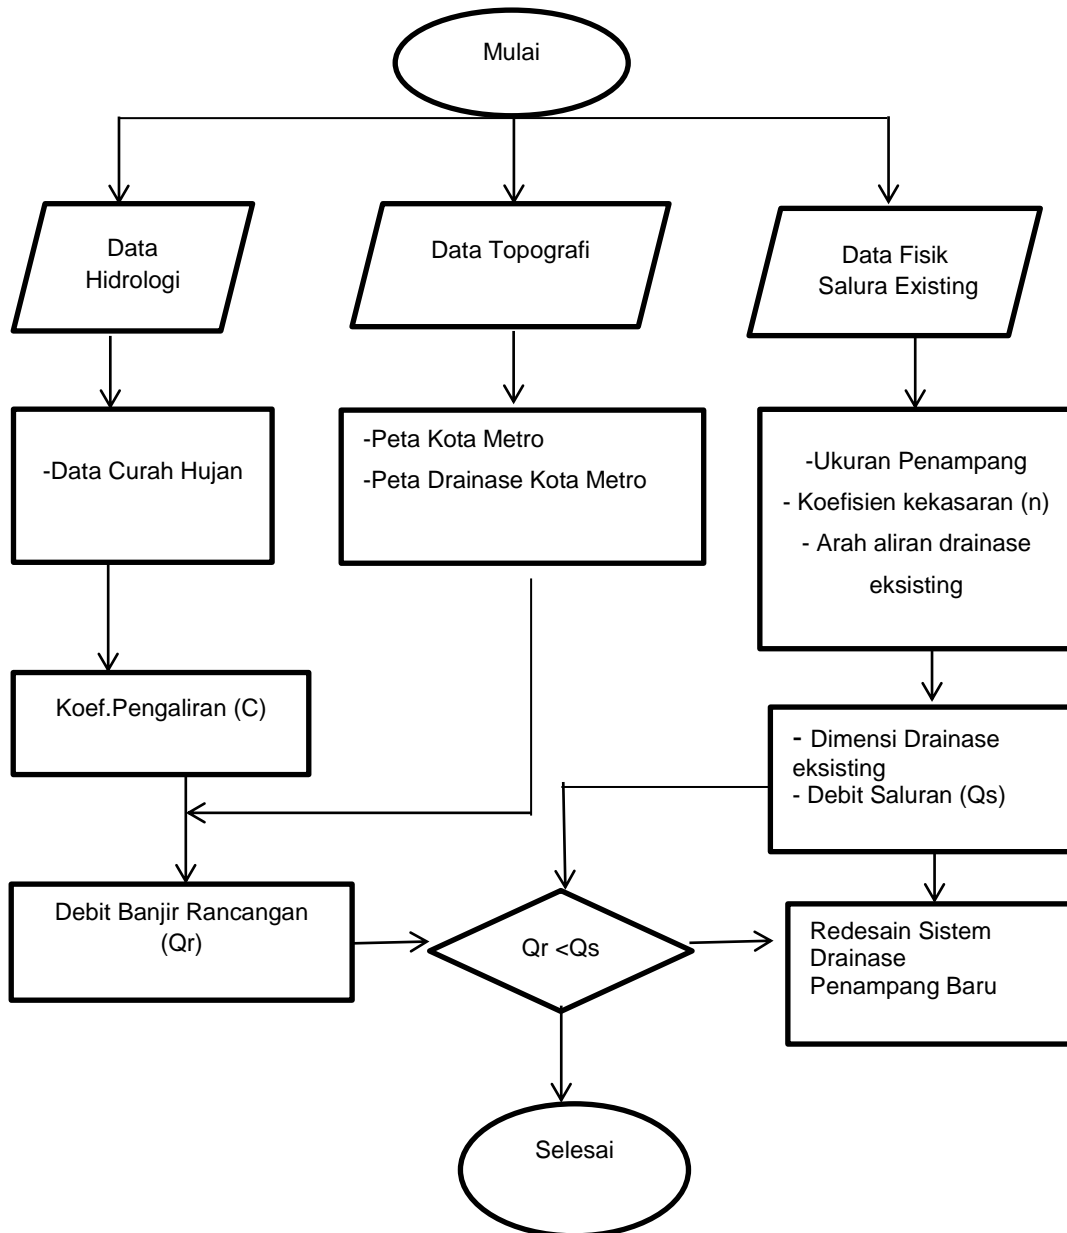 Mulai
Data
Hidrologi
Data Topografi
Data Fisik
Salura Existing
-Data Curah Hujan
-Peta Kota Metro
-Peta Drainase Kota Metro
-Ukuran Penampang
- Koefisien kekasaran (n)
- Arah aliran drainase
eksisting
Koef.Pengaliran (C)
- Dimensi Drainase
eksisting
- Debit Saluran (Qs)
Debit Banjir Rancangan
(Qr)
Qr <Qs
Redesain Sistem
Drainase
Penampang Baru
Selesai